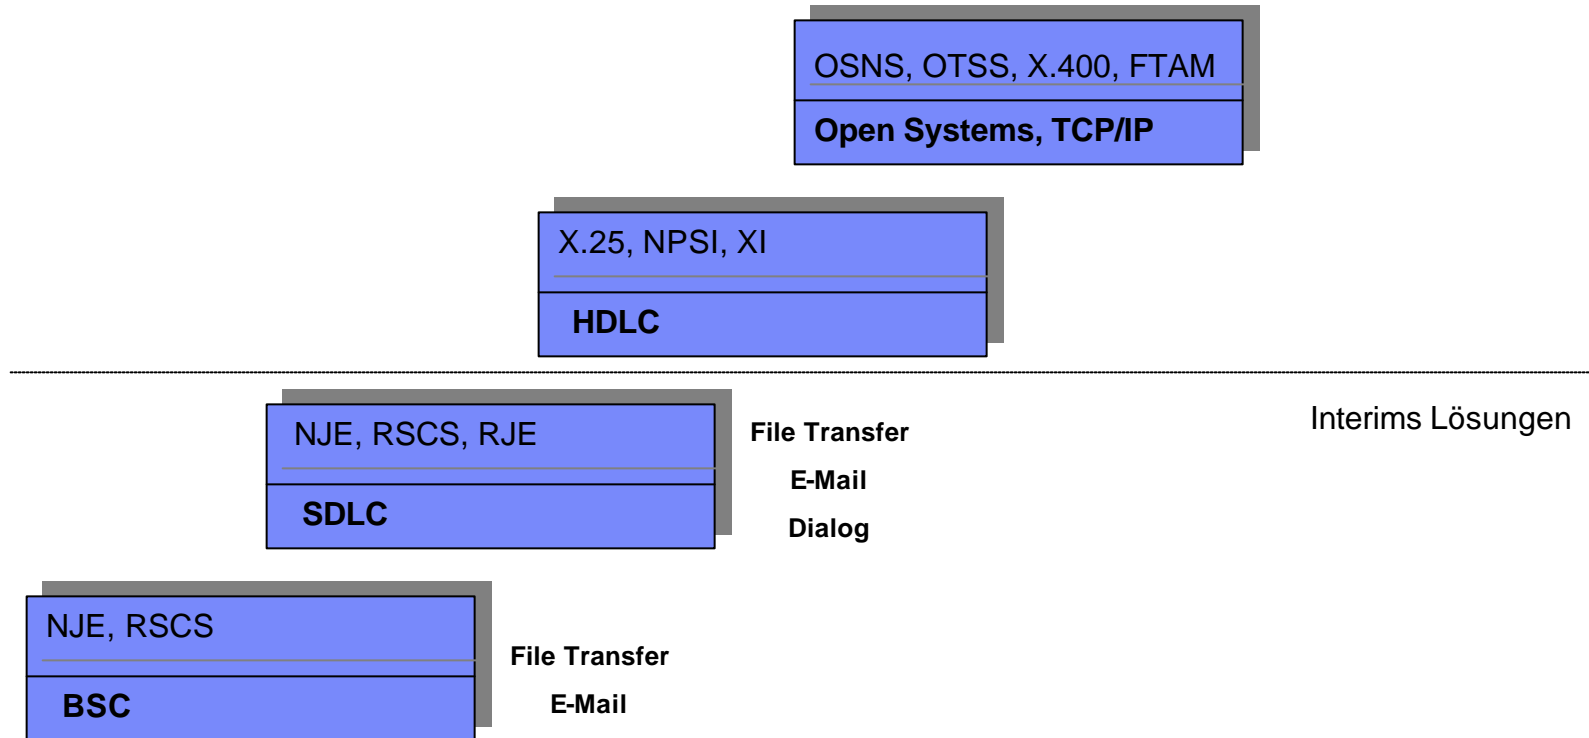 OSNS, OTSS, X.400, FTAM
Open Systems, TCP/IP
X.25, NPSI, XI
HDLC
Interims Lösungen
NJE, RSCS, RJE
SDLC
File Transfer
E-Mail
Dialog
NJE, RSCS
BSC
File Transfer
E-Mail